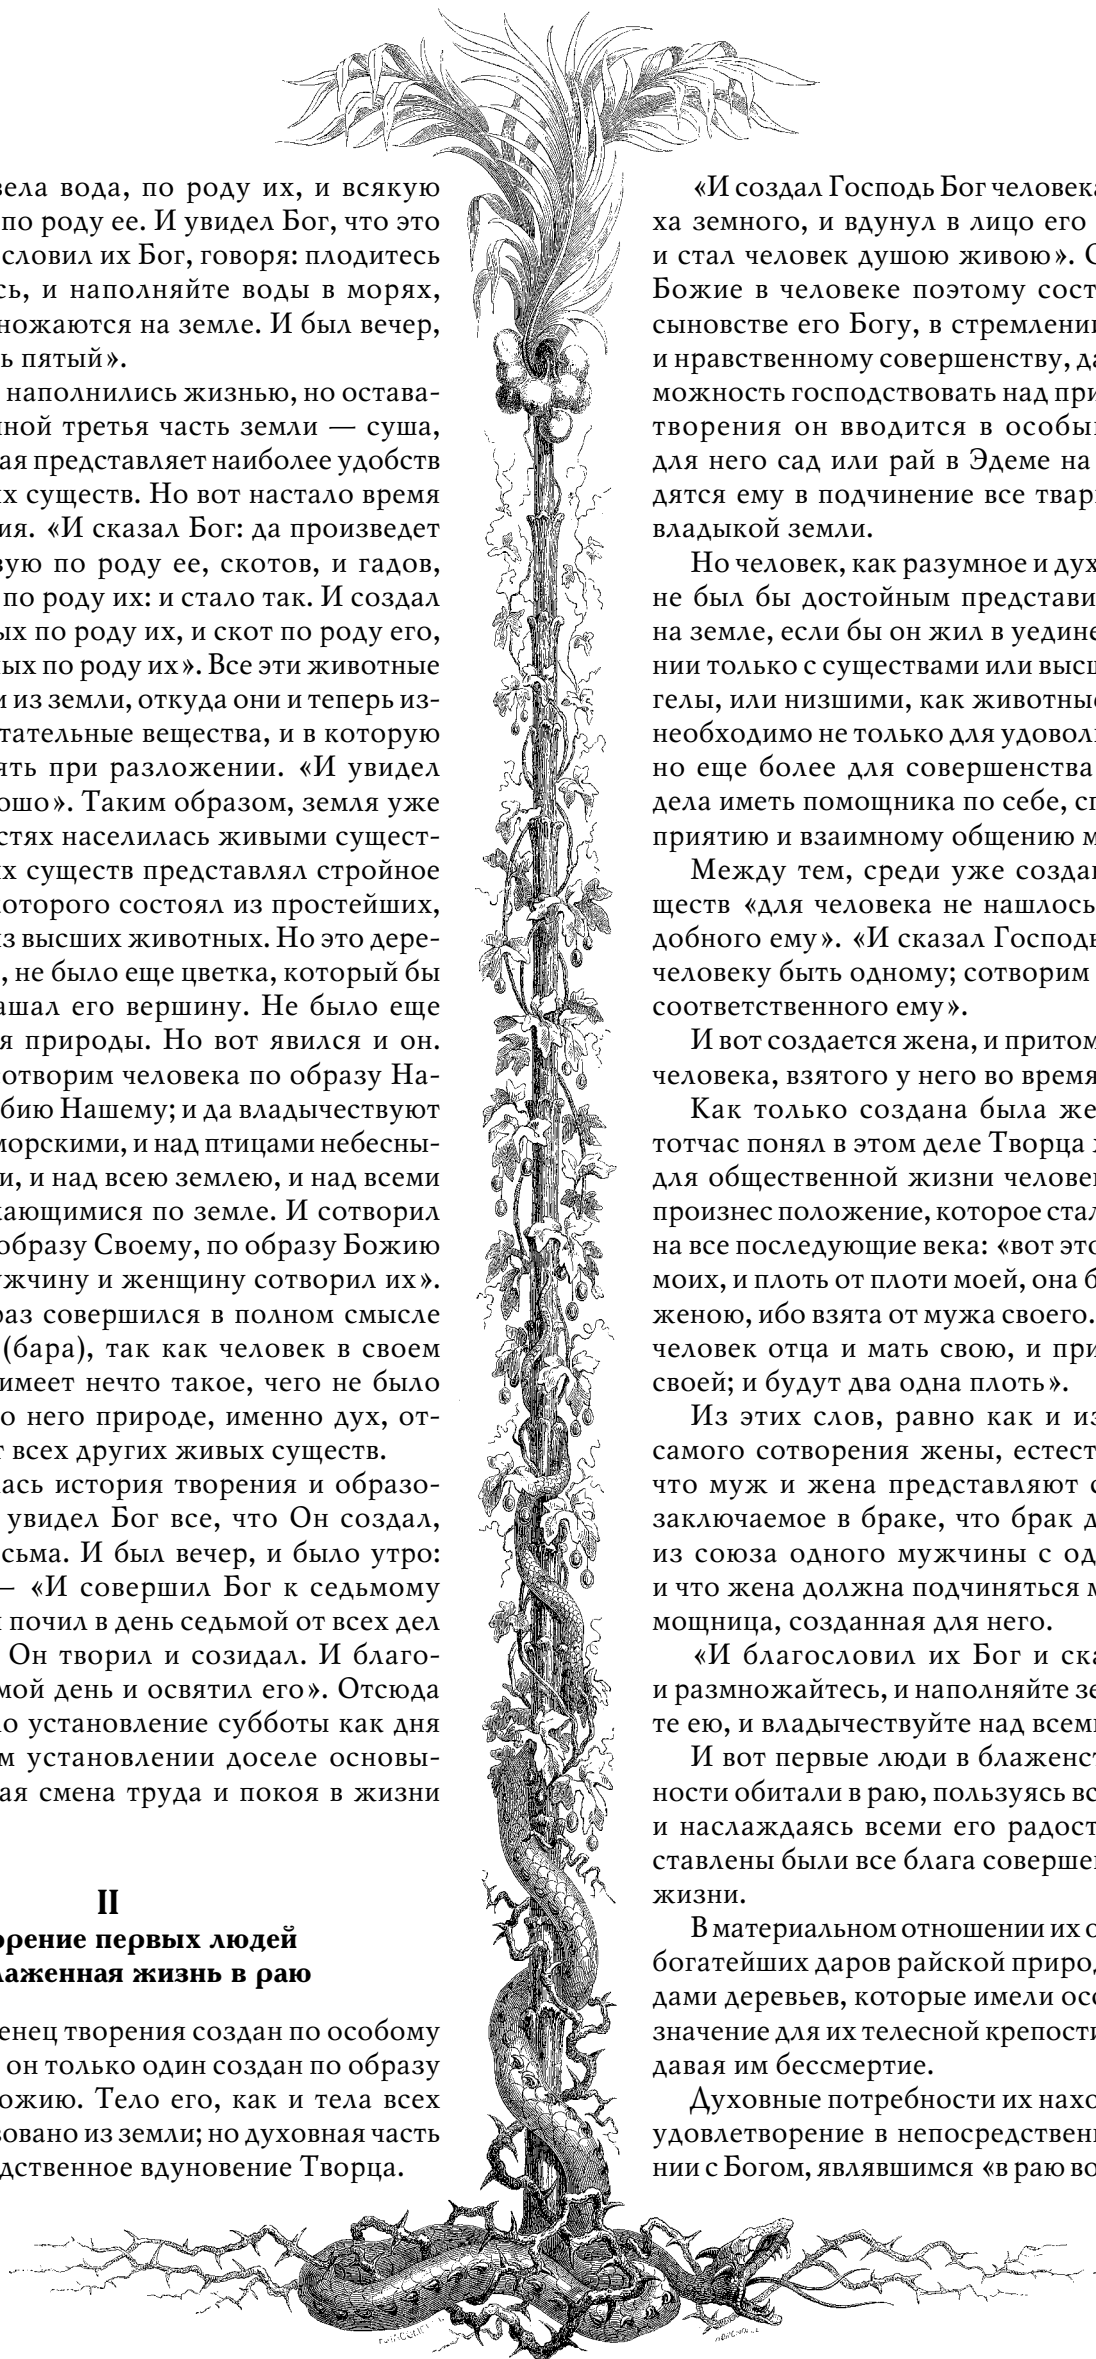 вела вода, по роду их, и всякую
по роду ее. И увидел Бог, что это
словил их Бог, говоря: плодитесь
сь, и наполняйте воды в морях,
ножаются на земле. И был вечер,
ь пятый».
наполнились жизнью, но остава-
ной третья часть земли — суша,
ая представляет наиболее удобств
х существ. Но вот настало время
ия. «И сказал Бог: да произведет
вую по роду ее, скотов, и гадов,
по роду их: и стало так. И создал
ых по роду их, и скот по роду его,
ных по роду их». Все эти животные
и из земли, откуда они и теперь из-
тательные вещества, и в которую
ять при разложении. «И увидел
ошо». Таким образом, земля уже
стях населилась живыми сущест-
х существ представлял стройное
которого состоял из простейших,
из высших животных. Но это дере-
, не было еще цветка, который бы
ашал его вершину. Не было еще
я природы. Но вот явился и он.
сотворим человека по образу На-
бию Нашему; и да владычествуют
морскими, и над птицами небесны-
и, и над всею землею, и над всеми
кающимися по земле. И сотворил
образу Своему, по образу Божию
ужчину и женщину сотворил их».
раз совершился в полном смысле
(бара), так как человек в своем
имеет нечто такое, чего не было
о него природе, именно дух, от-
т всех других живых существ.
ась история творения и образо-
увидел Бог все, что Он создал,
сьма. И был вечер, и было утро:
– «И совершил Бог к седьмому
и почил в день седьмой от всех дел
Он творил и созидал. И благо-
мой день и освятил его». Отсюда
ло установление субботы как дня
м установлении доселе основы-
ая смена труда и покоя в жизни
II
орение первых людей
лаженная жизнь в раю
енец творения создан по особому
он только один создан по образу
ожию. Тело его, как и тела всех
зовано из земли; но духовная часть
дственное вдуновение Творца.
«И создал Господь Бог человека
ха земного, и вдунул в лицо его
и стал человек душою живою». С
Божие в человеке поэтому сост
сыновстве его Богу, в стремлени
и нравственному совершенству, да
можность господствовать над при
творения он вводится в особы
для него сад или рай в Эдеме на
дятся ему в подчинение все твар
владыкой земли.
Но человек, как разумное и дух
не был бы достойным представи
на земле, если бы он жил в уедине
нии только с существами или высш
гелы, или низшими, как животные
необходимо не только для удовол
но еще более для совершенства
дела иметь помощника по себе, сп
приятию и взаимному общению м
Между тем, среди уже создан
ществ «для человека не нашлось
добного ему». «И сказал Господь
человеку быть одному; сотворим
соответственного ему».
И вот создается жена, и притом
человека, взятого у него во время
Как только создана была же
тотчас понял в этом деле Творца
для общественной жизни человек
произнес положение, которое стал
на все последующие века: «вот это
моих, и плоть от плоти моей, она б
женою, ибо взята от мужа своего.
человек отца и мать свою, и при
своей; и будут два одна плоть».
Из этих слов, равно как и из
самого сотворения жены, естест
что муж и жена представляют с
заключаемое в браке, что брак д
из союза одного мужчины с од
и что жена должна подчиняться м
мощница, созданная для него.
«И благословил их Бог и ска
и размножайтесь, и наполняйте зе
те ею, и владычествуйте над всем
И вот первые люди в блаженст
ности обитали в раю, пользуясь вс
и наслаждаясь всеми его радост
ставлены были все блага соверше
жизни.
В материальном отношении их о
богатейших даров райской природ
дами деревьев, которые имели осо
значение для их телесной крепости
давая им бессмертие.
Духовные потребности их нахо
удовлетворение в непосредствен
нии с Богом, являвшимся «в раю во